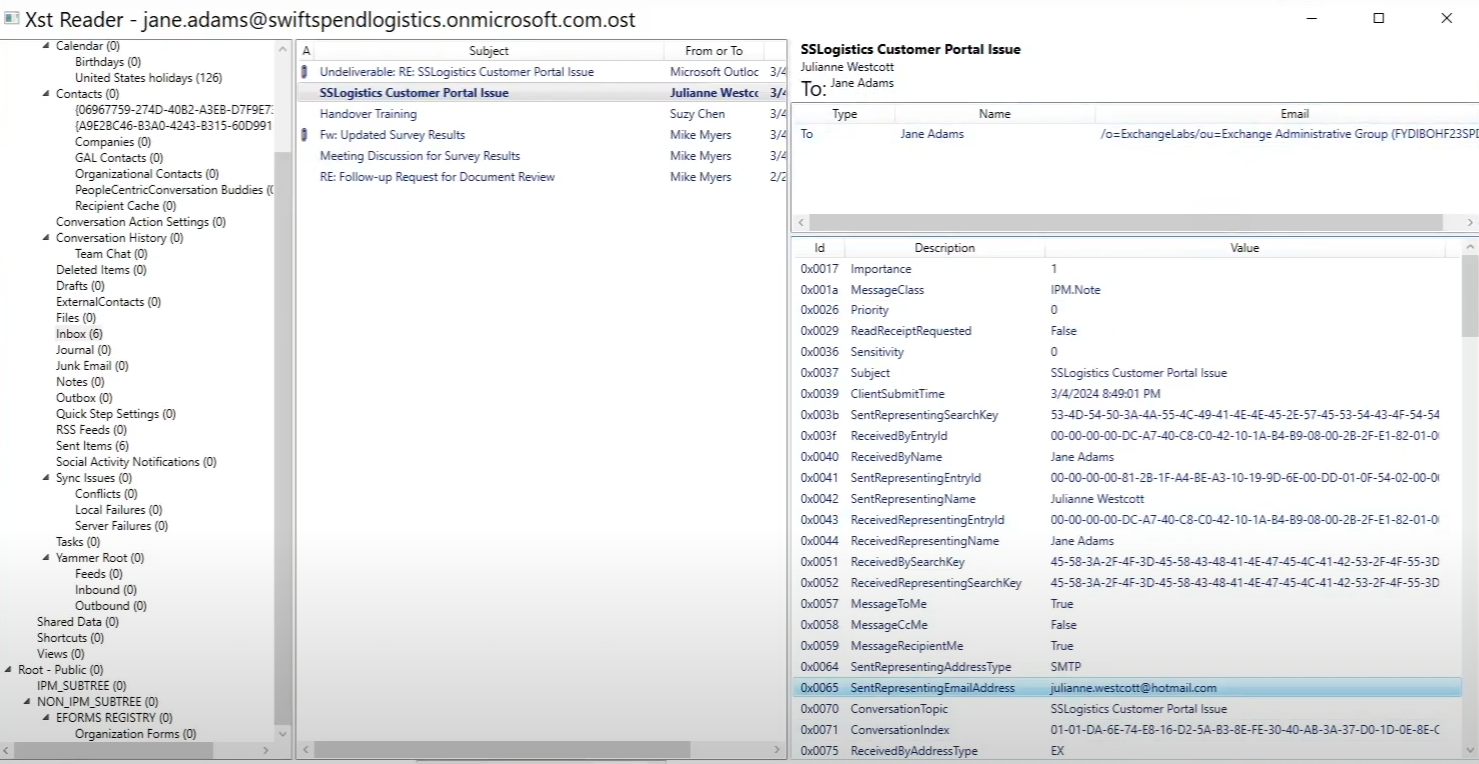 Xst Reader - jane.adams@swiftspendlogistics.onmicrosoft.com.ost
Calendar (0)
Birthdays (0)
United States holidays (126)
Contacts (0)
{06967759-274D-40B2-A3EB-D7F9E7
{A9E2BC46-B3A0-4243-B315-60D991
Companies (0)
GAL Contacts (0)
Organizational Contacts (0)
PeopleCentricConversation Buddies (
Recipient Cache (0)
Conversation Action Settings (0)
Conversation History (0)
Team Chat (0)
Deleted Items (0)
Drafts (0)
ExternalContacts (0)
Files (0)
Inbox (6)
Journal (0)
Junk Email (0)
Notes (0)
Outbox (0)
Quick Step Settings (0)
RSS Feeds (0)
Sent Items (6)
Social Activity Notifications (0)
Sync Issues (0)
Conflicts (0)
Local Failures (0)
Server Failures (0)
Tasks (0)
Yammer Root (0)
Feeds (0)
Inbound (0)
Outbound (0)
Shared Data (0)
Shortcuts (0)
Views (0)
Root - Public (0)
IPM_SUBTREE (0)
NON_IPM_SUBTREE (0)
EFORMS REGISTRY (0)
Organization Forms (0)
A Subject From or To
Undeliverable: RE: SSLogistics Customer Portal Issue Microsoft Outloc 3/4
SSLogistics Customer Portal Issue Julianne Westcc 3/4
Handover Training Suzy Chen 3/4
Fw: Updated Survey Results Mike Myers 3/4
Meeting Discussion for Survey Results Mike Myers 3/4
RE: Follow-up Request for Document Review Mike Myers 2/2
SSLogistics Customer Portal Issue
Julianne Westcott
To: Jane Adams
Type Name Email
To Jane Adams /o=ExchangeLabs/ou=Exchange Administrative Group (FYDIBOHF23SPD
Id Description Value
0x0017 Importance 1
0x001a MessageClass IPM.Note
0x0026 Priority 0
0x0029 ReadReceiptRequested False
0x0036 Sensitivity 0
0x0037 Subject SSLogistics Customer Portal Issue
0x0039 ClientSubmitTime 3/4/2024 8:49:01 PM
0x003b SentRepresentingSearchKey 53-4D-54-50-3A-4A-55-4C-49-41-4E-4E-45-2E-57-45-53-54-43-4F-54-54
0x003f ReceivedByEntryId 00-00-00-00-DC-A7-40-C8-C0-42-10-1A-B4-B9-08-00-2B-2F-E1-82-01-0
0x0040 ReceivedByName Jane Adams
0x0041 SentRepresentingEntryId 00-00-00-00-81-2B-1F-A4-BE-A3-10-19-9D-6E-00-DD-01-0F-54-02-00-0
0x0042 SentRepresentingName Julianne Westcott
0x0043 ReceivedRepresentingEntryId 00-00-00-00-DC-A7-40-C8-C0-42-10-1A-B4-B9-08-00-2B-2F-E1-82-01-0
0x0044 ReceivedRepresentingName Jane Adams
0x0051 ReceivedBySearchKey 45-58-3A-2F-4F-3D-45-58-43-48-41-4E-47-45-4C-41-42-53-2F-4F-55-3D
0x0052 ReceivedRepresentingSearchKey 45-58-3A-2F-4F-3D-45-58-43-48-41-4E-47-45-4C-41-42-53-2F-4F-55-3D
0x0057 MessageToMe True
0x0058 MessageCcMe False
0x0059 MessageRecipientMe True
0x0064 SentRepresentingAddressType SMTP
0x0065 SentRepresentingEmailAddress julianne.westcott@hotmail.com
0x0070 ConversationTopic SSLogistics Customer Portal Issue
0x0071 ConversationIndex 01-01-DA-6E-74-E8-16-D2-5A-B3-8E-FE-30-40-AB-3A-37-D0-1D-0E-8E-C
0x0075 ReceivedByAddressType EX